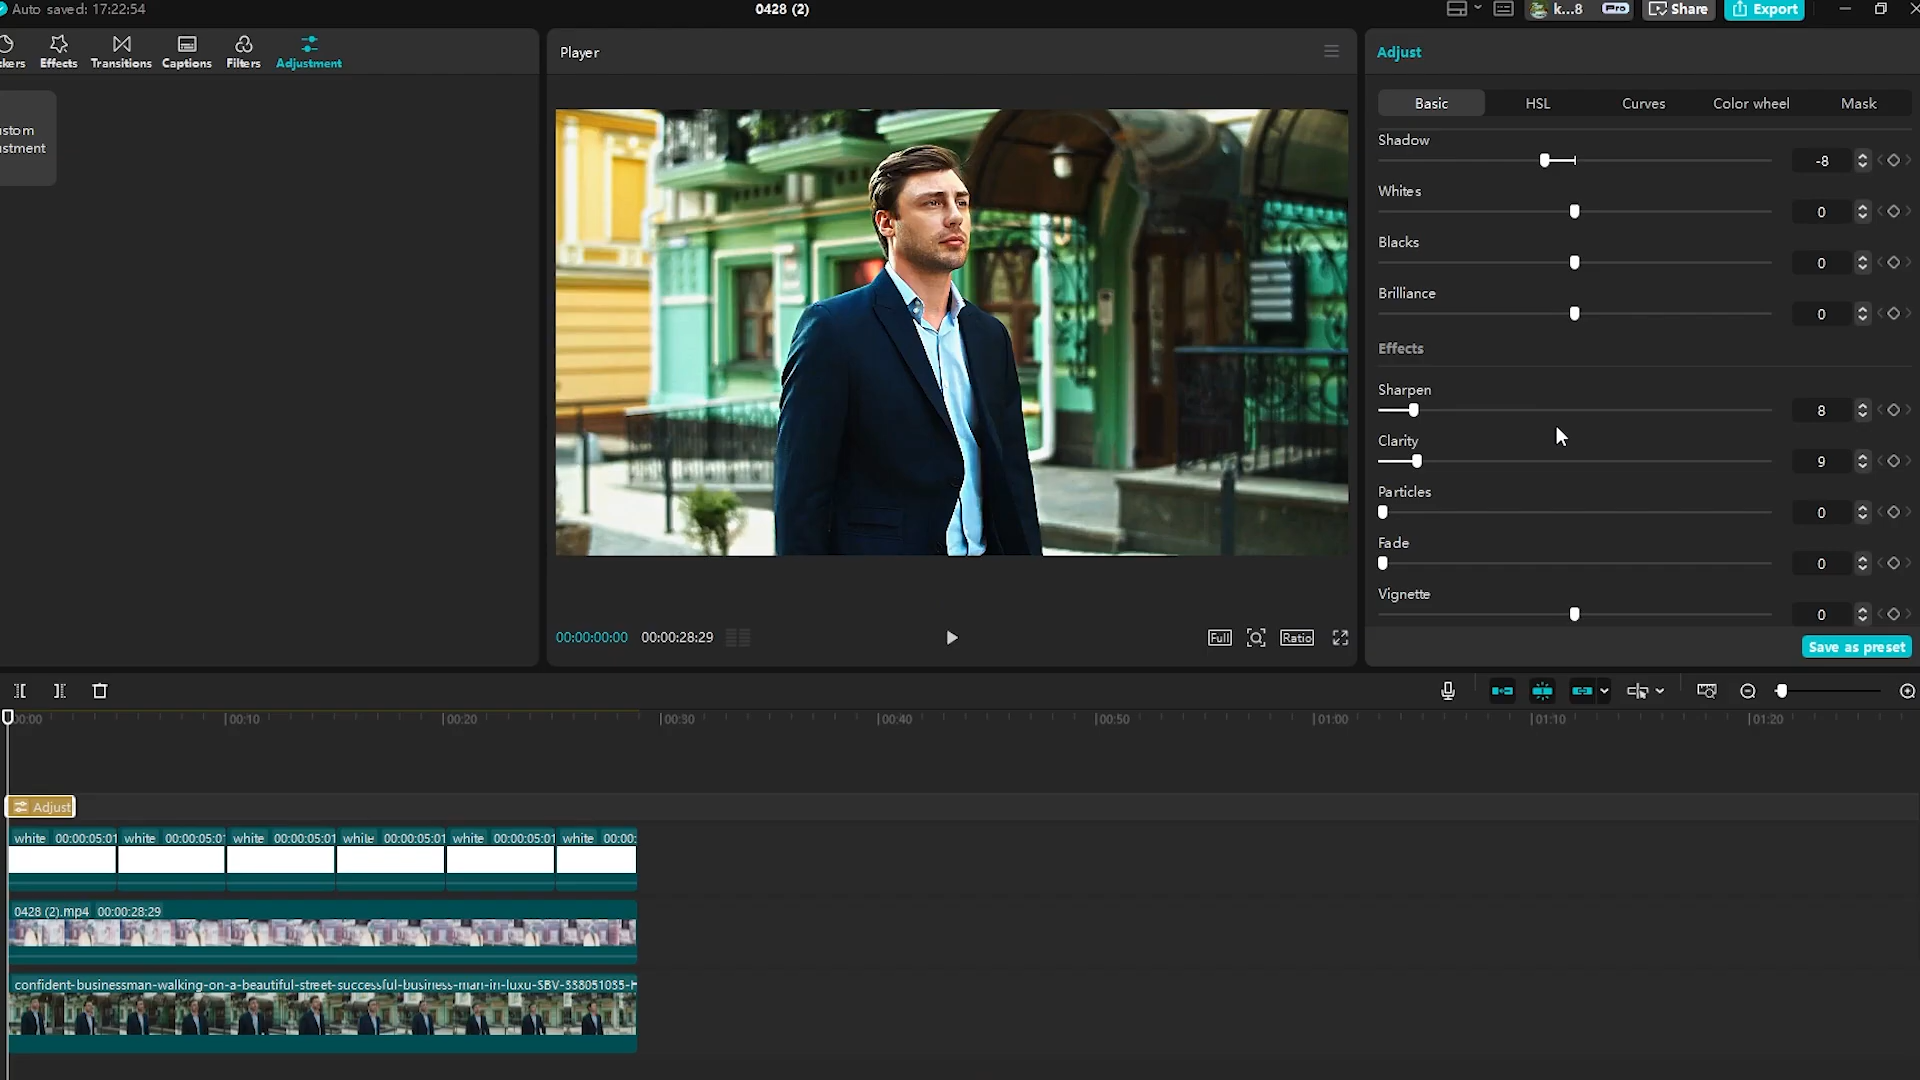 Auto saved: 17:22:54
0428 (2)
k...8
Pro
Share
Export
kers
Effects
Transitions
Captions
Filters
Adjustment
stom
stment
Player
Adjust
Basic
HSL
Curves
Color wheel
Mask
Shadow
-8
Whites
0
Blacks
0
Brilliance
0
Effects
Sharpen
8
Clarity
9
Particles
0
Fade
0
Vignette
0
Save as preset
00:00:00:00
00:00:28:29
Full
Ratio
00:00
00:10
00:20
00:30
00:40
00:50
01:00
01:10
01:20
Adjust
white 00:00:05:01
white 00:00:05:01
white 00:00:05:01
white 00:00:05:01
white 00:00:05:01
white 00:00:
0428 (2).mp4 00:00:28:29
confident-businessman-walking-on-a-beautiful-street-successful-business-man-in-luxu-SBV-338051035-H